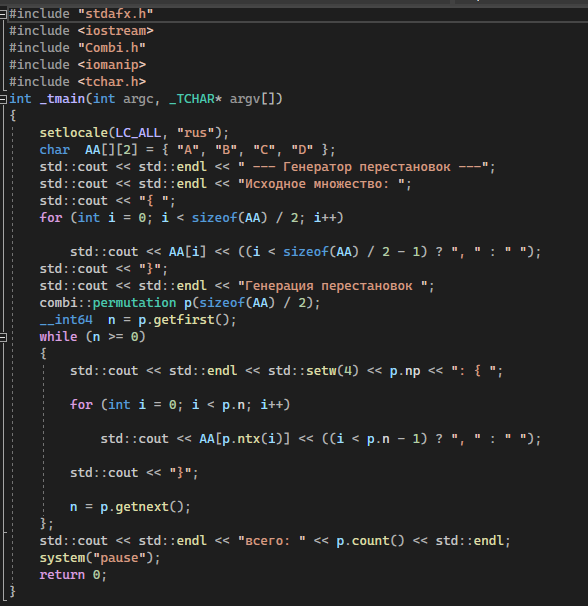 #include "stdafx.h"
#include <iostream>
#include "Combi.h"
#include <iomanip>
#include <tchar.h>
int _tmain(int argc, _TCHAR* argv[])
{
setlocale(LC_ALL, "rus");
char  AA[][2] = { "A", "B", "C", "D" };
std::cout << std::endl << " --- Генератор перестановок ---";
std::cout << std::endl << "Исходное множество: ";
std::cout << "{ ";
for (int i = 0; i < sizeof(AA) / 2; i++)
std::cout << AA[i] << ((i < sizeof(AA) / 2 - 1) ? ", " : " ");
std::cout << "}";
std::cout << std::endl << "Генерация перестановок ";
combi::permutation p(sizeof(AA) / 2);
__int64  n = p.getfirst();
while (n >= 0)
{
std::cout << std::endl << std::setw(4) << p.np << ": { ";
for (int i = 0; i < p.n; i++)
std::cout << AA[p.ntx(i)] << ((i < p.n - 1) ? ", " : " ");
std::cout << "}";
n = p.getnext();
};
std::cout << std::endl << "всего: " << p.count() << std::endl;
system("pause");
return 0;
}